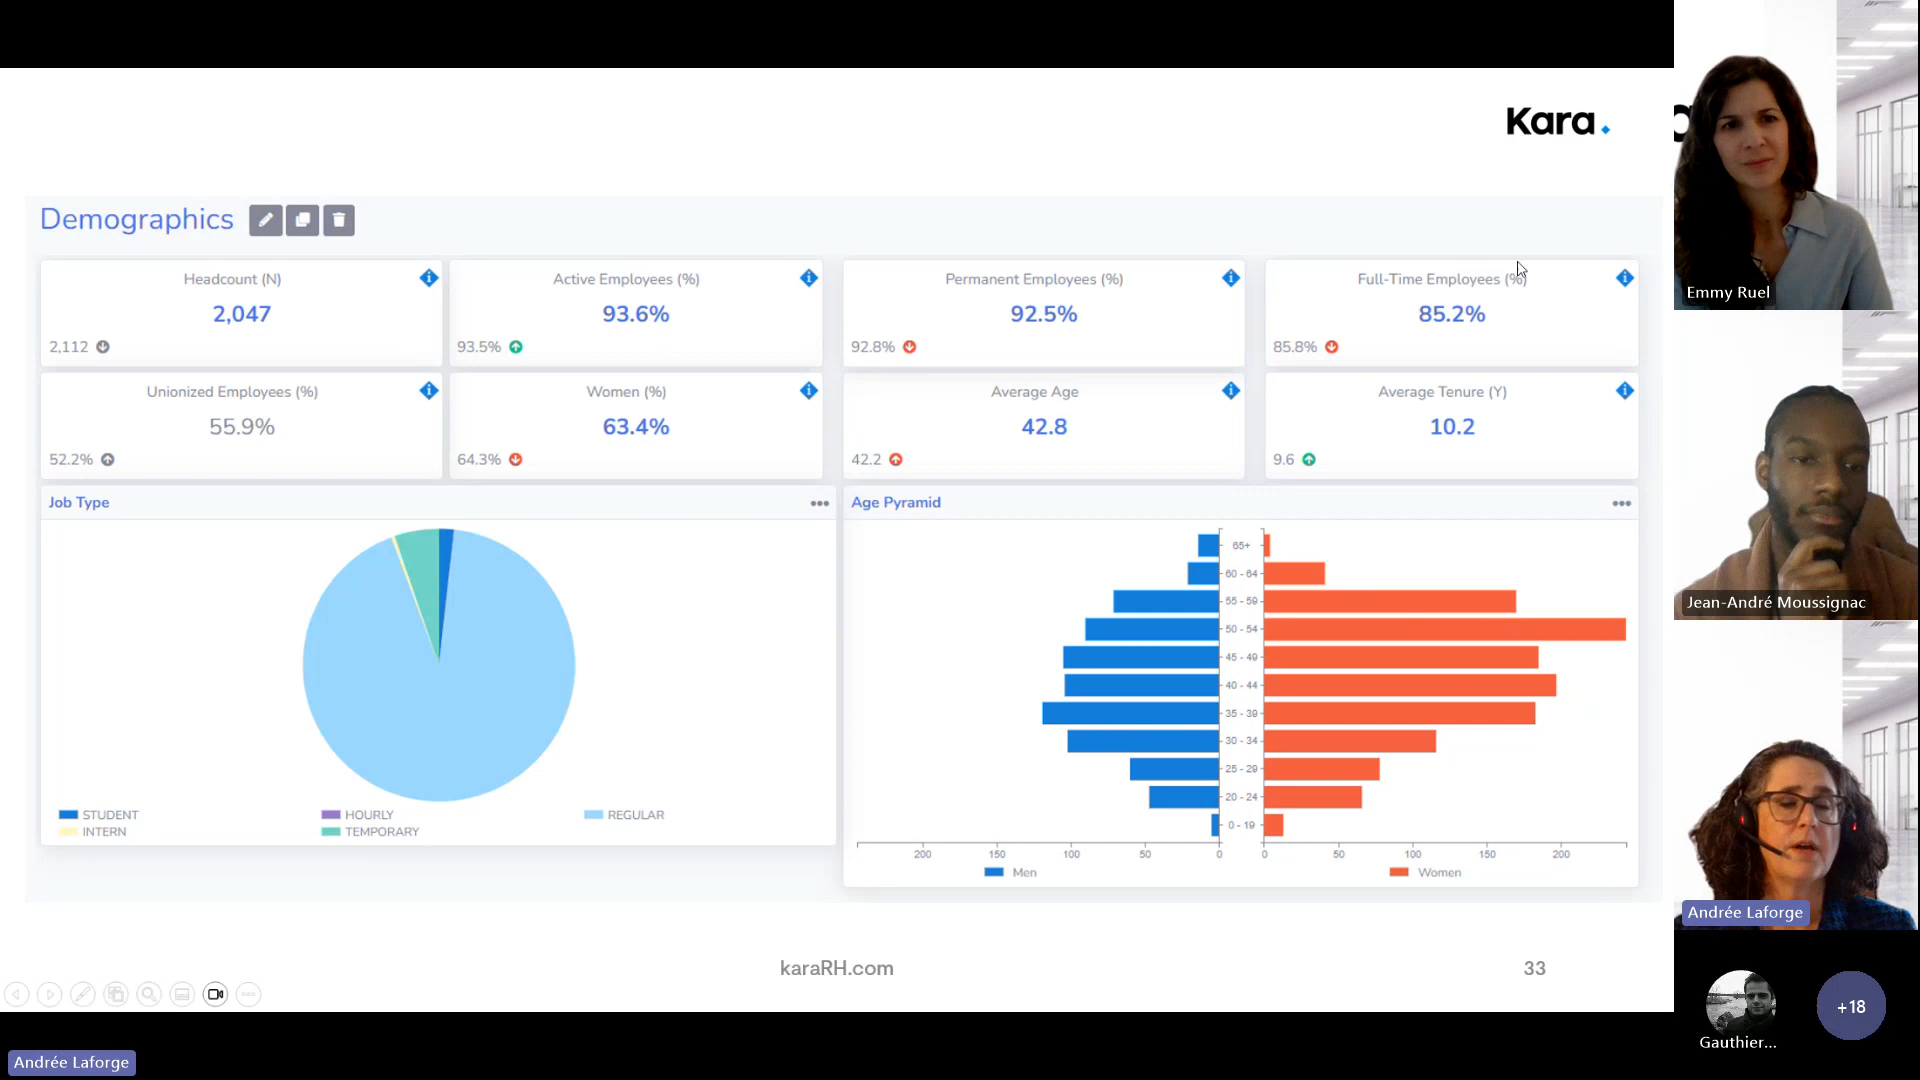 Kara.
Demographics
Headcount (N)
2,047
2,112
Active Employees (%)
93.6%
93.5%
Permanent Employees (%)
92.5%
92.8%
Full-Time Employees (%)
85.2%
85.8%
Unionized Employees (%)
55.9%
52.2%
Women (%)
63.4%
64.3%
Average Age
42.8
42.2
Average Tenure (Y)
10.2
9.6
Job Type
STUDENT
HOURLY
REGULAR
INTERN
TEMPORARY
Age Pyramid
65+
60 - 64
55 - 59
50 - 54
45 - 49
40 - 44
35 - 39
30 - 34
25 - 29
20 - 24
0 - 19
200 150 100 50 0 0 50 100 150 200
Men Women
karaRH.com
33
Andrée Laforge
Emmy Ruel
Jean-André Moussignac
Andrée Laforge
Gauthier...
+18